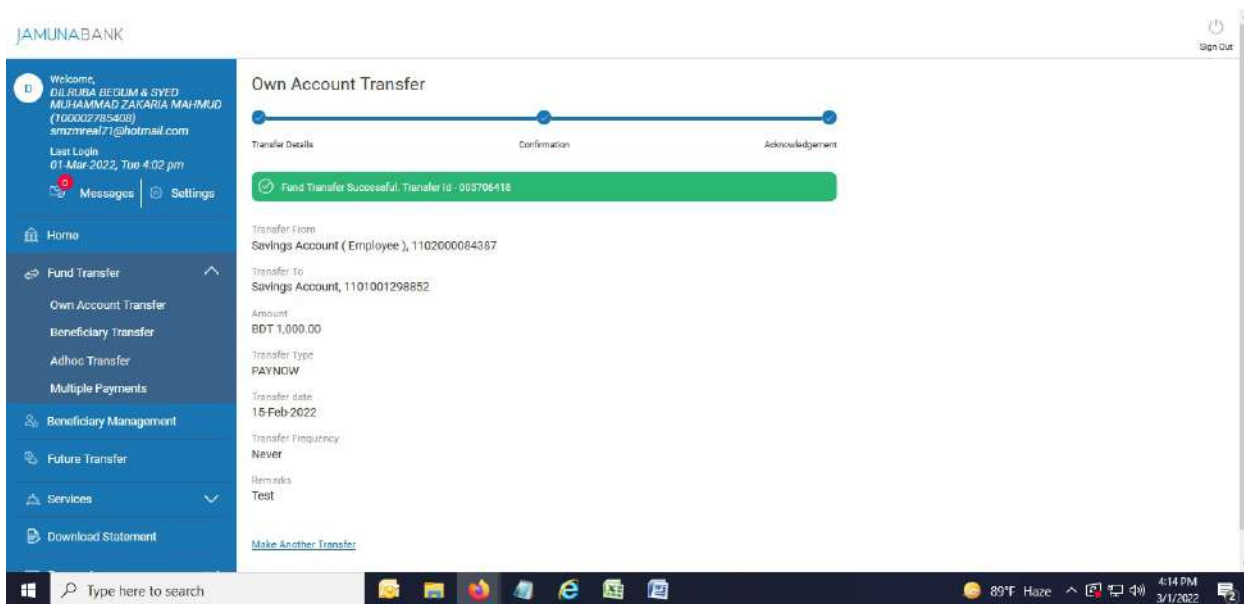 JAMUNABANK
Sign Out
D
Welcome,
DILRUBA BEGUM & SYED
MUHAMMAD ZAKARIA MAHMUD
(100002785408)
smzmreal71@hotmail.com
Last Login
01-Mar-2022, Tue 4:02 pm
0
Messages
Settings
Home
Fund Transfer
Own Account Transfer
Beneficiary Transfer
Adhoc Transfer
Multiple Payments
Beneficiary Management
Future Transfer
Services
Download Statement
Own Account Transfer
Transfer Details
Confirmation
Acknowledgement
Fund Transfer Successful. Transfer Id - 003706418
Transfer From
Savings Account ( Employee ), 1102000084387
Transfer To
Savings Account, 1101001298852
Amount
BDT 1,000.00
Transfer Type
PAYNOW
Transfer date
15-Feb-2022
Transfer Frequency
Never
Remarks
Test
Make Another Transfer
Type here to search
89°F Haze
4:14 PM
3/1/2022
2